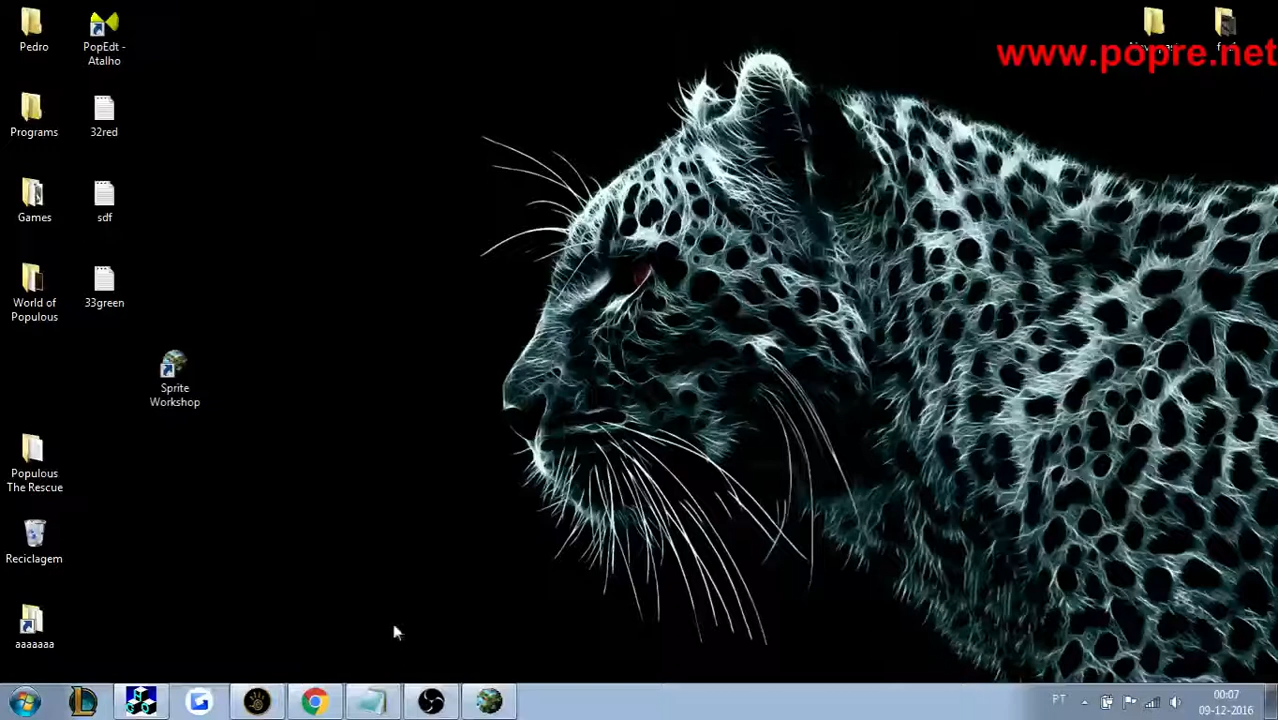 Pedro
PopEdt -
Atalho
www.popre.net
Programs
32red
Games
sdf
World of
Populous
33green
Sprite
Workshop
Populous
The Rescue
Reciclagem
aaaaaaa
PT
00:07
09-12-2016